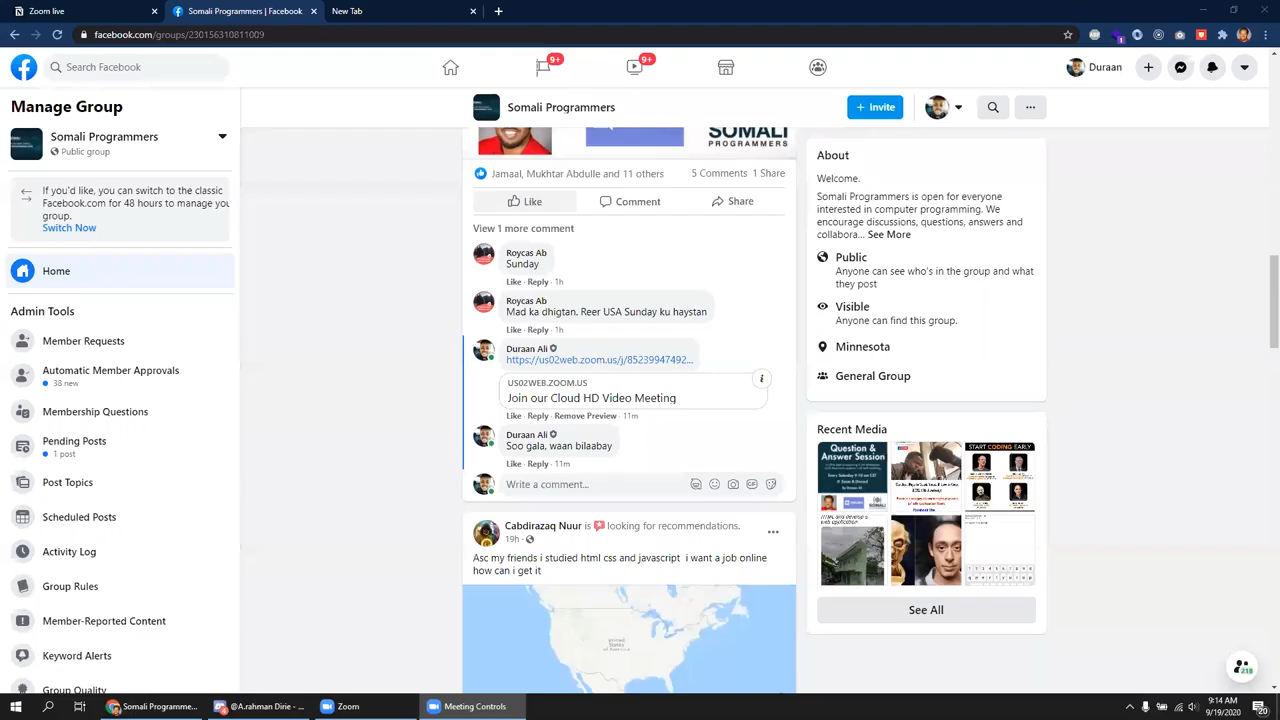 Zoom live
Somali Programmers | Facebook
New Tab
facebook.com/groups/230156310811009
Search Facebook
9+
9+
Duraan
Manage Group
Somali Programmers
Public group
If you'd like, you can switch to the classic
Facebook.com for 48 hours to manage you
group.
Switch Now
Home
Admin Tools
Member Requests
Automatic Member Approvals
38 new
Membership Questions
Pending Posts
1 post
Post Topics
Scheduled Posts
Activity Log
Group Rules
Member-Reported Content
Keyword Alerts
Group Quality
Somali Programmers
+ Invite
SOMALI
PROGRAMMERS
Jamaal, Mukhtar Abdulle and 11 others
5 Comments 1 Share
Like
Comment
Share
View 1 more comment
Roycas Ab
Sunday
Like · Reply · 1h
Roycas Ab
Mad ka dhigtan. Reer USA Sunday ku haystan
Like · Reply · 1h
Duraan Ali
https://us02web.zoom.us/j/85239947492...
US02WEB.ZOOM.US
Join our Cloud HD Video Meeting
Like · Reply · Remove Preview · 11m
Duraan Ali
Soo gala, waan bilaabay
Like · Reply · 11m
Write a comment...
GIF
Cabdirazaq Nuur is looking for recommendations.
19h ·
Asc my friends i studied html css and javascript i want a job online
how can i get it
United
States
About
Welcome.
Somali Programmers is open for everyone
interested in computer programming. We
encourage discussions, questions, answers and
collabora... See More
Public
Anyone can see who's in the group and what
they post
Visible
Anyone can find this group.
Minnesota
General Group
Recent Media
Question &
Answer Session
START CODING EARLY
See All
218
Somali Programme...
@A.rahman Dirie - ...
Zoom
Meeting Controls
9:14 AM
9/19/2020
20